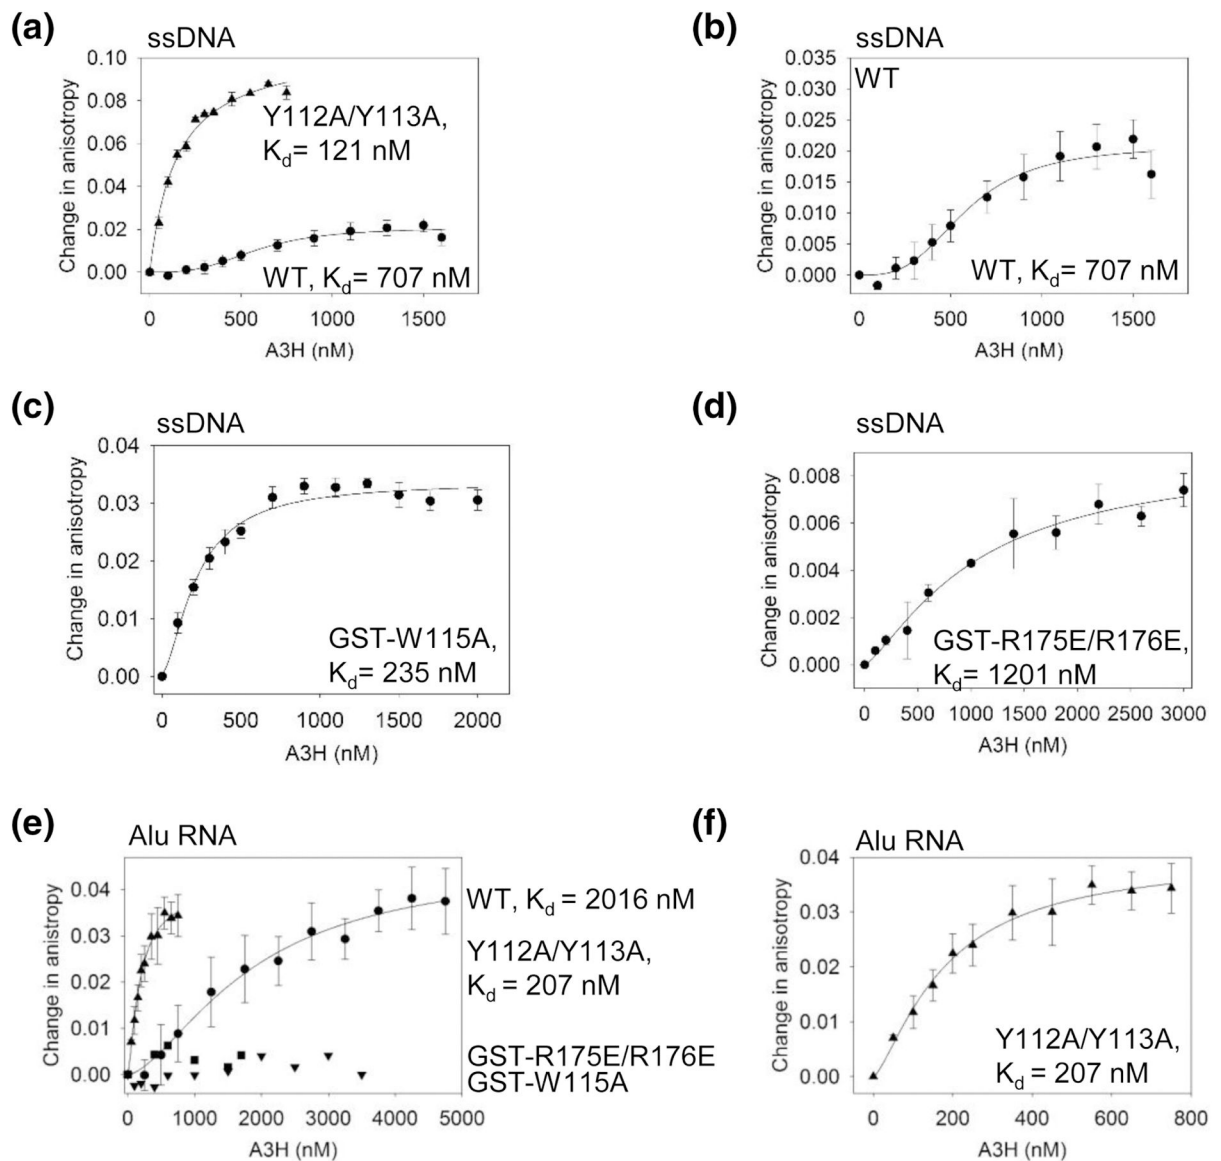 (a)
ssDNA
0.10
0.08
0.06
0.04
0.02
0.00
Change in anisotropy
Y112A/Y113A,
Kd= 121 nM
WT, Kd= 707 nM
0 500 1000 1500
A3H (nM)
(b)
ssDNA
0.035
0.030
0.025
0.020
0.015
0.010
0.005
0.000
Change in anisotropy
WT
WT, Kd= 707 nM
0 500 1000 1500
A3H (nM)
(c)
ssDNA
0.04
0.03
0.02
0.01
0.00
Change in anisotropy
GST-W115A,
Kd= 235 nM
0 500 1000 1500 2000
A3H (nM)
(d)
ssDNA
0.008
0.006
0.004
0.002
0.000
Change in anisotropy
GST-R175E/R176E,
Kd= 1201 nM
0 500 1000 1500 2000 2500 3000
A3H (nM)
(e)
Alu RNA
0.04
0.03
0.02
0.01
0.00
Change in anistropy
WT, Kd = 2016 nM
Y112A/Y113A,
Kd = 207 nM
GST-R175E/R176E
GST-W115A
0 1000 2000 3000 4000 5000
A3H (nM)
(f)
Alu RNA
0.04
0.03
0.02
0.01
0.00
Change in anisotropy
Y112A/Y113A,
Kd = 207 nM
0 200 400 600 800
A3H (nM)